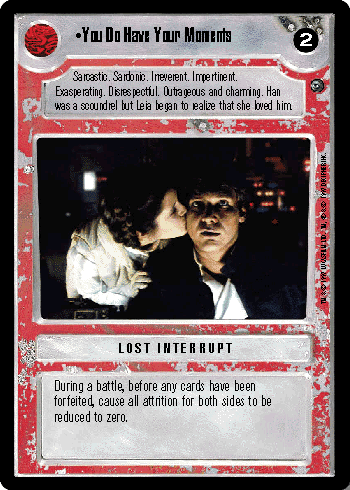 •You Do Have Your Moments
2
Sarcastic. Sardonic. Irreverent. Impertinent.
Exasperating. Disrespectful. Outrageous and charming. Han
was a scoundrel but Leia began to realize that she loved him.
LOST INTERRUPT
During a battle, before any cards have been
forfeited, cause all attrition for both sides to be
reduced to zero.